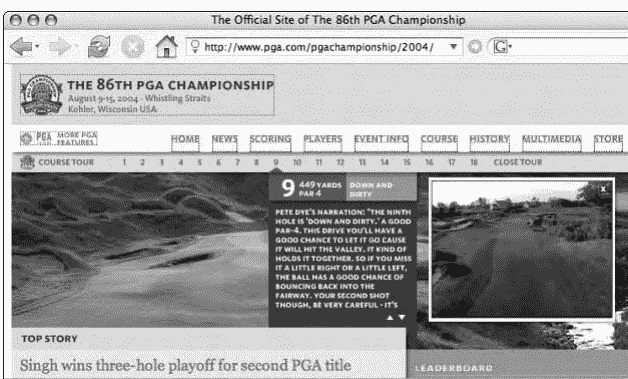 The Official Site of The 86th PGA Championship
http://www.pga.com/pgachampionship/2004/
G
THE 86TH PGA CHAMPIONSHIP
August 9-15, 2004 · Whistling Straits
Kohler, Wisconsin USA
PGA MORE PGA FEATURES
HOME NEWS SCORING PLAYERS EVENT INFO COURSE HISTORY MULTIMEDIA STORE
COURSE TOUR 1 2 3 4 5 6 7 8 9 10 11 12 13 14 15 16 17 18 CLOSE TOUR
9 449 YARDS PAR 4 DOWN AND DIRTY
x
PETE DYE'S NARRATION: "THE NINTH
HOLE IS 'DOWN AND DIRTY.' A GOOD
PAR-4. THIS DRIVE YOU'LL HAVE A
GOOD CHANCE TO LET IT GO CAUSE
IT WILL HIT THE VALLEY. IT KIND OF
HOLDS IT TOGETHER. SO IF YOU MISS
IT A LITTLE RIGHT OR A LITTLE LEFT,
THE BALL HAS A GOOD CHANCE OF
BOUNCING BACK INTO THE
FAIRWAY. YOUR SECOND SHOT
THOUGH, BE VERY CAREFUL - IT'S
TOP STORY
Singh wins three-hole playoff for second PGA title
LEADERBOARD